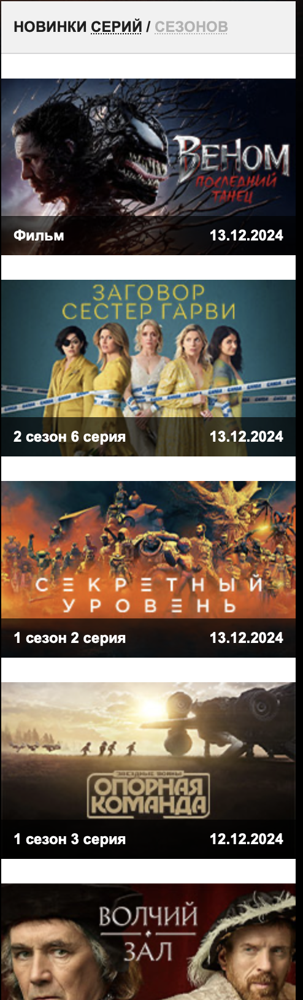 НОВИНКИ СЕРИЙ / СЕЗОНОВ
ВЕНОМ
ПОСЛЕДНИЙ
ТАНЕЦ
Фильм 13.12.2024
ЗАГОВОР
СЕСТЕР ГАРВИ
2 сезон 6 серия 13.12.2024
СЕКРЕТНЫЙ
УРОВЕНЬ
1 сезон 2 серия 13.12.2024
ЗВЕЗДНЫЕ ВОЙНЫ
ОПОРНАЯ
КОМАНДА
1 сезон 3 серия 12.12.2024
ВОЛЧИЙ
ЗАЛ